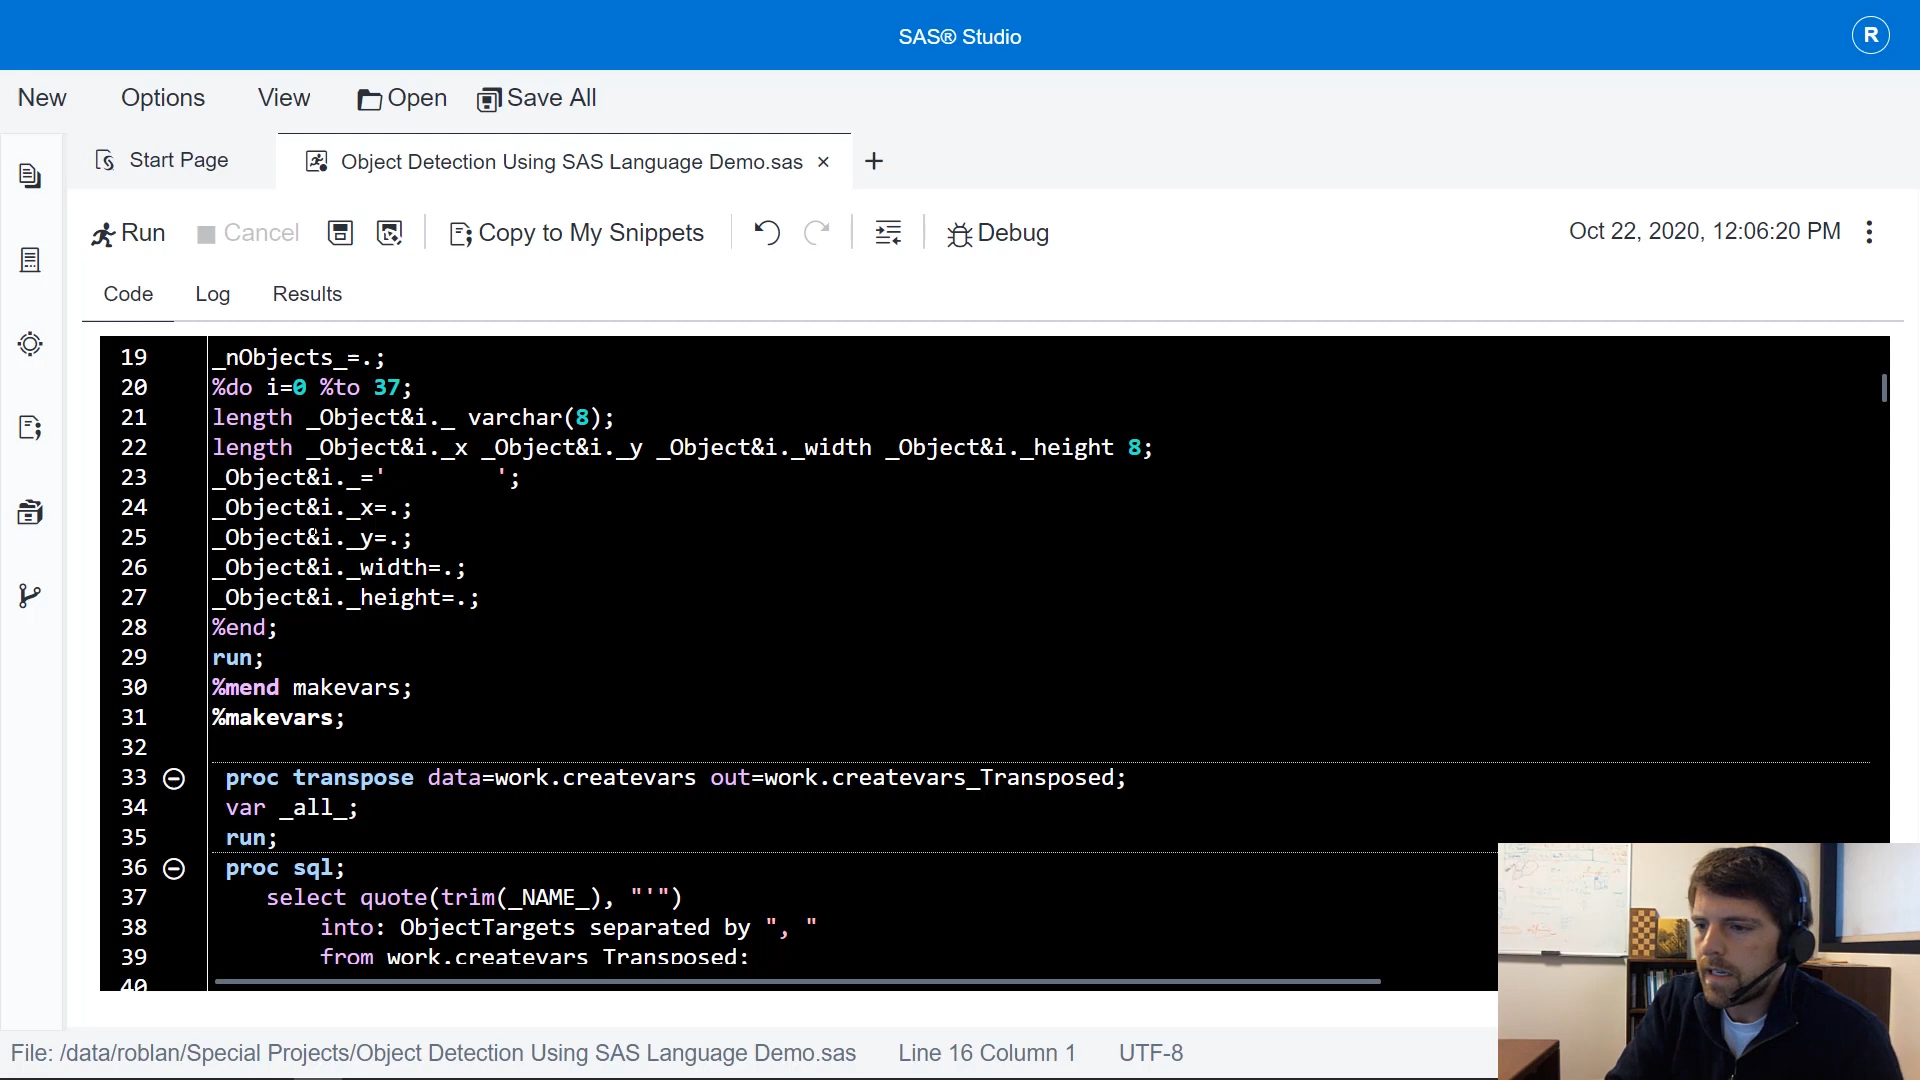 SAS® Studio
R
New Options View Open Save All
Start Page Object Detection Using SAS Language Demo.sas × +
Run Cancel Copy to My Snippets Debug Oct 22, 2020, 12:06:20 PM
Code Log Results
19 _nObjects_=.;
20 %do i=0 %to 37;
21 length _Object&i._ varchar(8);
22 length _Object&i._x _Object&i._y _Object&i._width _Object&i._height 8;
23 _Object&i._='        ';
24 _Object&i._x=.;
25 _Object&i._y=.;
26 _Object&i._width=.;
27 _Object&i._height=.;
28 %end;
29 run;
30 %mend makevars;
31 %makevars;
32
33 proc transpose data=work.createvars out=work.createvars_Transposed;
34 var _all_;
35 run;
36 proc sql;
37 select quote(trim(_NAME_), "'")
38 into: ObjectTargets separated by ", "
39 from work.createvars_Transposed;
40
File: /data/roblan/Special Projects/Object Detection Using SAS Language Demo.sas Line 16 Column 1 UTF-8